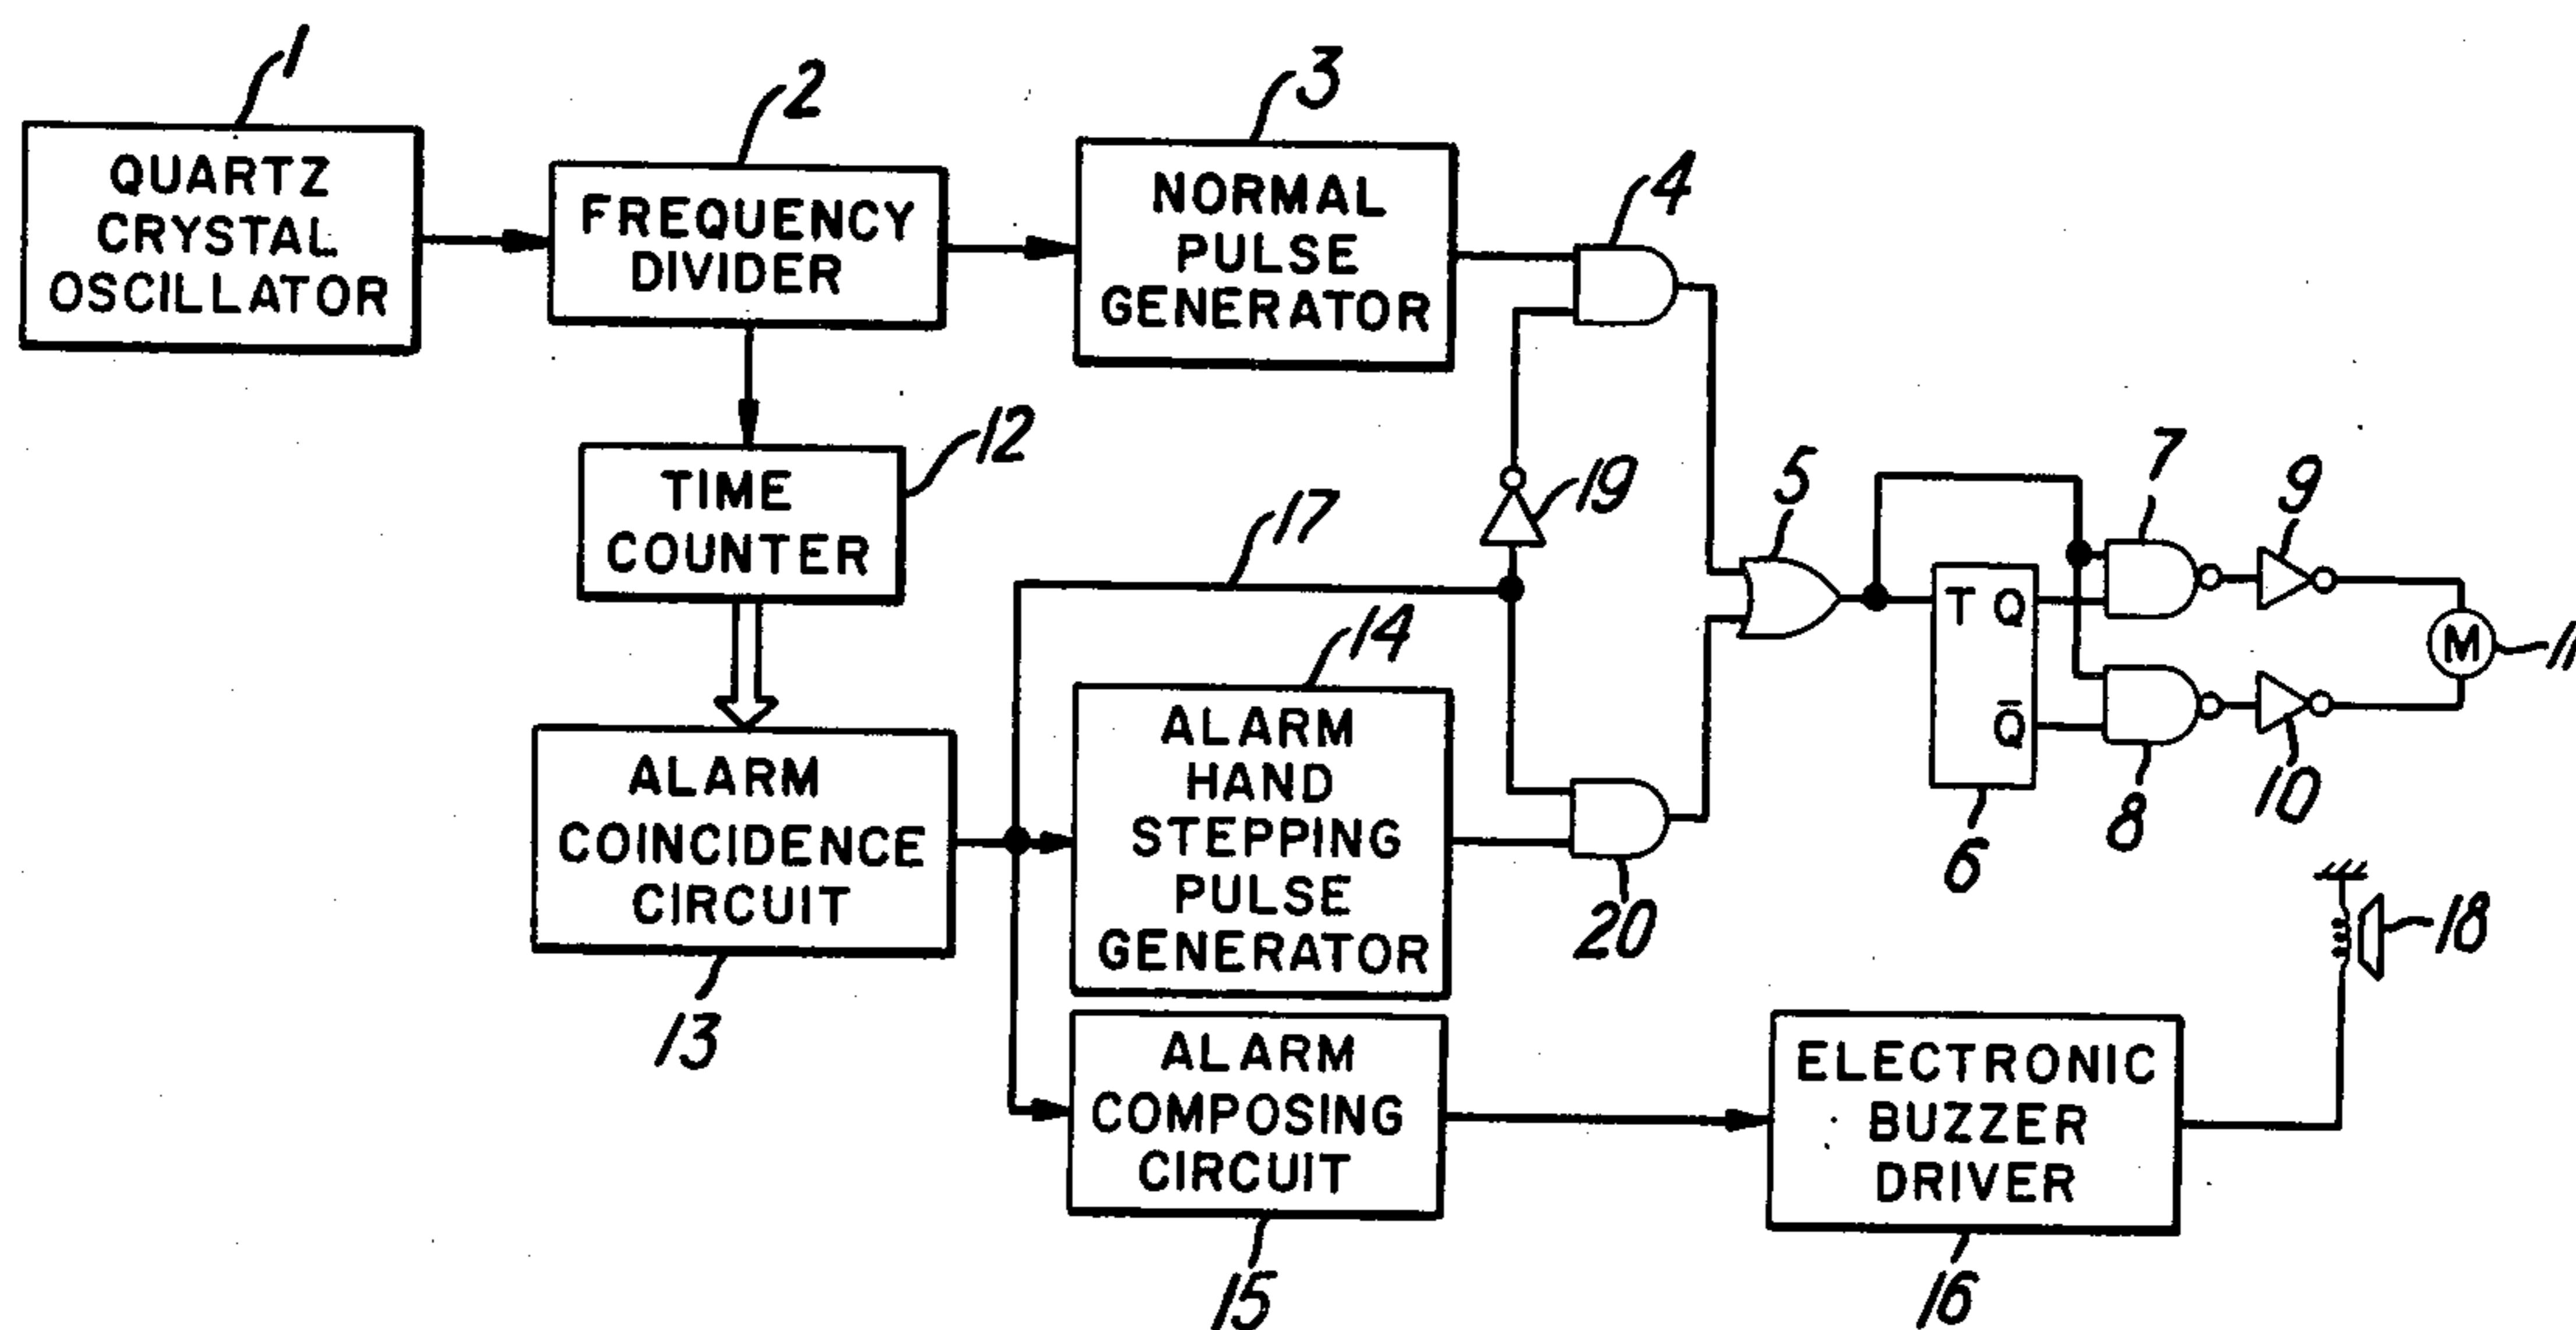 1
QUARTZ
CRYSTAL
OSCILLATOR
2
FREQUENCY
DIVIDER
3
NORMAL
PULSE
GENERATOR
4
12
TIME
COUNTER
17
19
5
7
9
T Q
Q̄
6
8
10
M
11
13
ALARM
COINCIDENCE
CIRCUIT
14
ALARM
HAND
STEPPING
PULSE
GENERATOR
20
18
ALARM
COMPOSING
CIRCUIT
15
ELECTRONIC
BUZZER
DRIVER
16